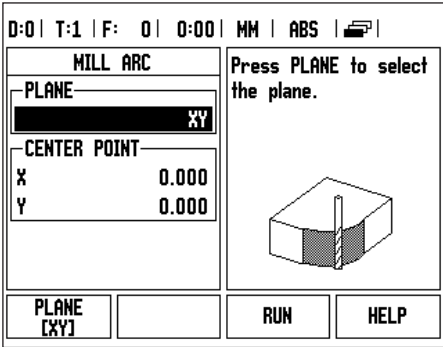 D:0| T:1 |F: 0| 0:00| MM | ABS |
MILL ARC
PLANE
XY
CENTER POINT
X 0.000
Y 0.000
Press PLANE to select
the plane.
PLANE
[XY]
RUN
HELP